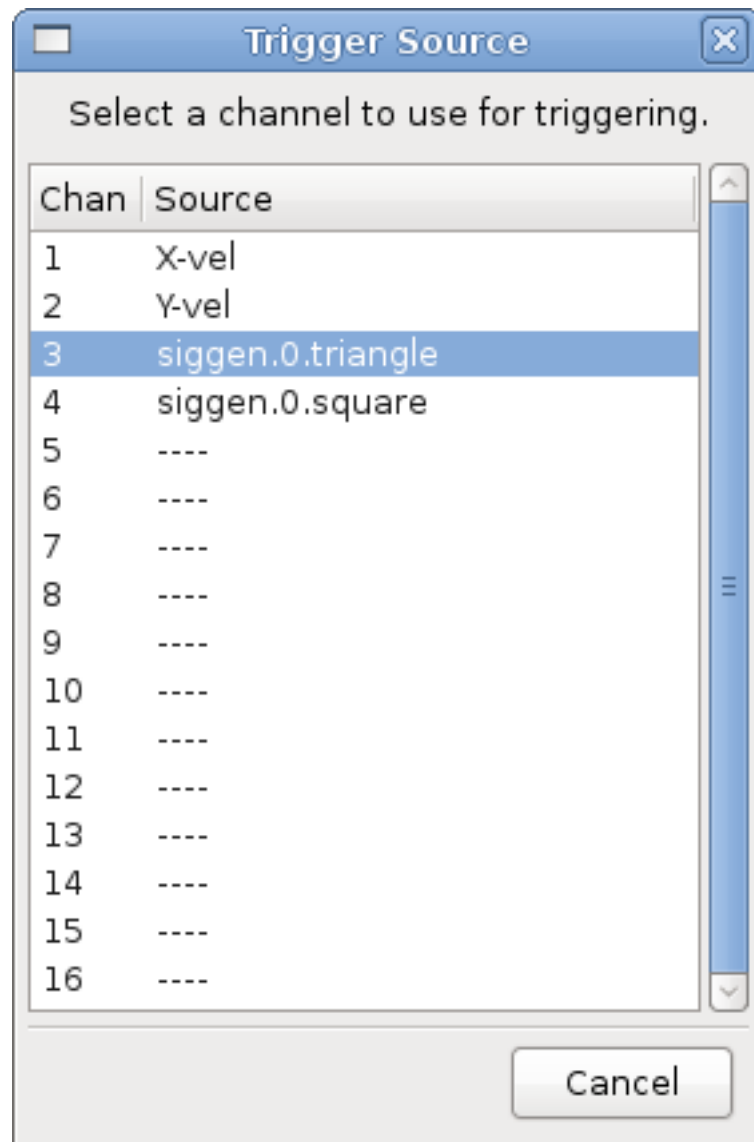 Trigger Source
Select a channel to use for triggering.
Chan Source
1 X-vel
2 Y-vel
3 siggen.0.triangle
4 siggen.0.square
5 ----
6 ----
7 ----
8 ----
9 ----
10 ----
11 ----
12 ----
13 ----
14 ----
15 ----
16 ----
Cancel